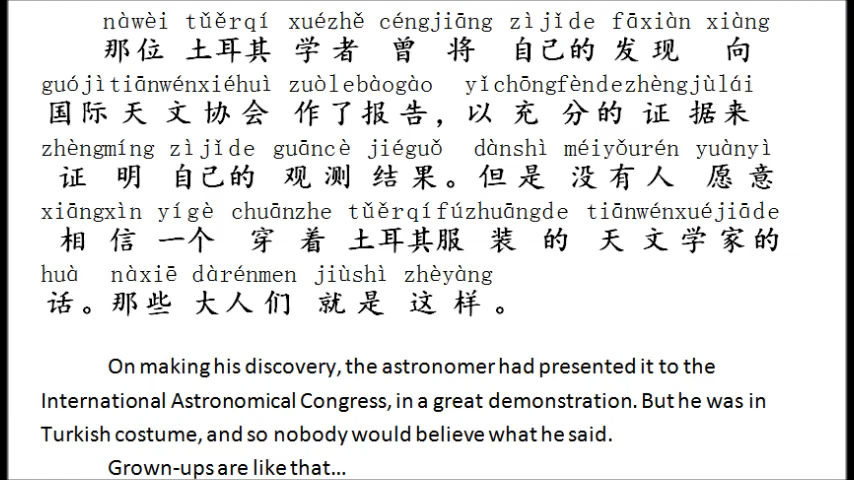 nàwèi tǔěrqí xuézhě céngjiāng zìjǐde fāxiàn xiàng
那位 土耳其 学者 曾 将 自己的 发现 向
guójìtiānwénxiéhuì zuòlebàogào yǐchōngfèndezhèngjùlái
国际天文协会 作了报告，以充分的证据来
zhèngmíng zìjǐde guāncè jiéguǒ dànshì méiyǒurén yuànyì
证明 自己的 观测 结果。但是 没有人 愿意
xiāngxìn yígè chuānzhe tǔěrqífúzhuāngde tiānwénxuéjiāde
相信 一个 穿着 土耳其服装的 天文学家的
huà nàxiē dàrénmen jiùshì zhèyàng
话。那些 大人们 就是 这样。
On making his discovery, the astronomer had presented it to the
International Astronomical Congress, in a great demonstration. But he was in
Turkish costume, and so nobody would believe what he said.
Grown-ups are like that...